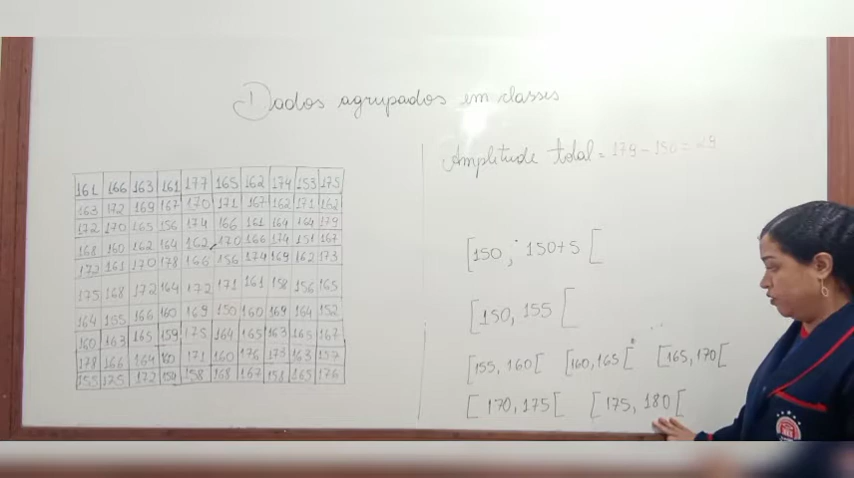 Dados agrupados em classes
Amplitude total = 179 - 150 = 29
161 166 163 161 177 165 162 174 153 175
163 172 169 167 170 171 167 162 171 162
172 170 165 156 174 166 161 164 164 179
168 160 162 164 162 170 166 174 151 167
172 161 170 178 166 156 174 169 162 173
175 168 172 164 172 171 161 158 156 165
164 155 166 160 169 150 160 169 164 152
160 163 165 159 175 164 165 163 165 167
178 166 164 160 171 160 176 175 163 157
155 175 172 158 168 167 151 165 176
[150, 150+5[
[150, 155[
[155, 160[ [160, 165[ [165, 170[
[170, 175[ [175, 180[